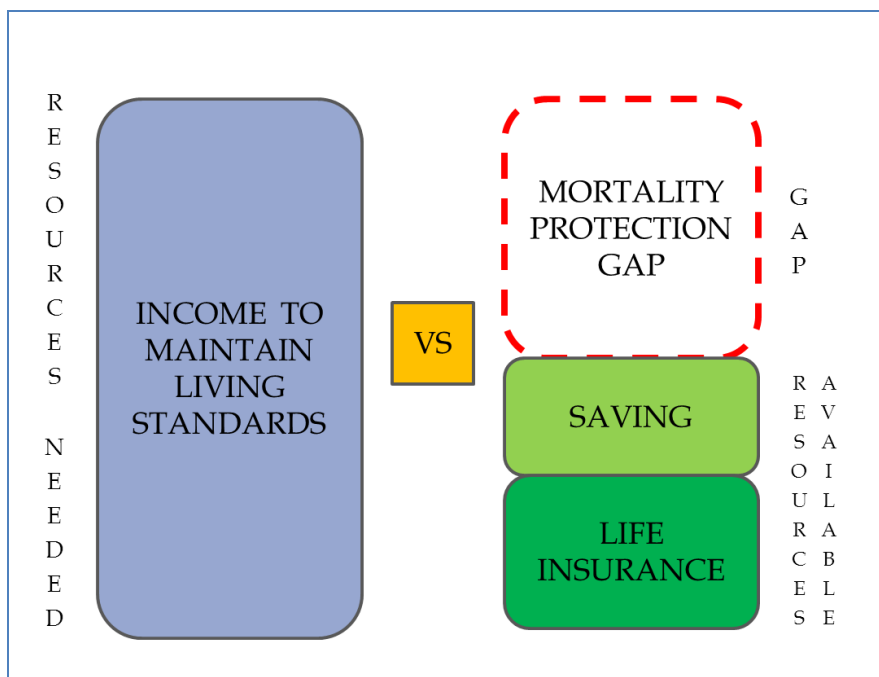 RESOURCES NEEDED
INCOME TO
MAINTAIN
LIVING
STANDARDS
VS
MORTALITY
PROTECTION
GAP
GAP
SAVING
LIFE
INSURANCE
RESOURCES
AVAILABLE